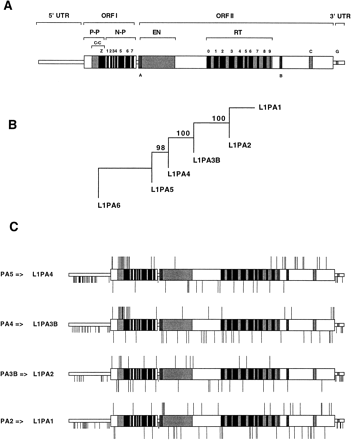 A
5' UTR ORF I ORF II 3' UTR
P-P N-P EN RT
C-C
Z 1 2 3 4 5 6 7 0 1 2 3 4 5 6 7 8 9 C G
A B
B
L1PA1
100
L1PA2
100
L1PA3B
98
L1PA4
L1PA5
L1PA6
C
PA5 => L1PA4
PA4 => L1PA3B
PA3B => L1PA2
PA2 => L1PA1